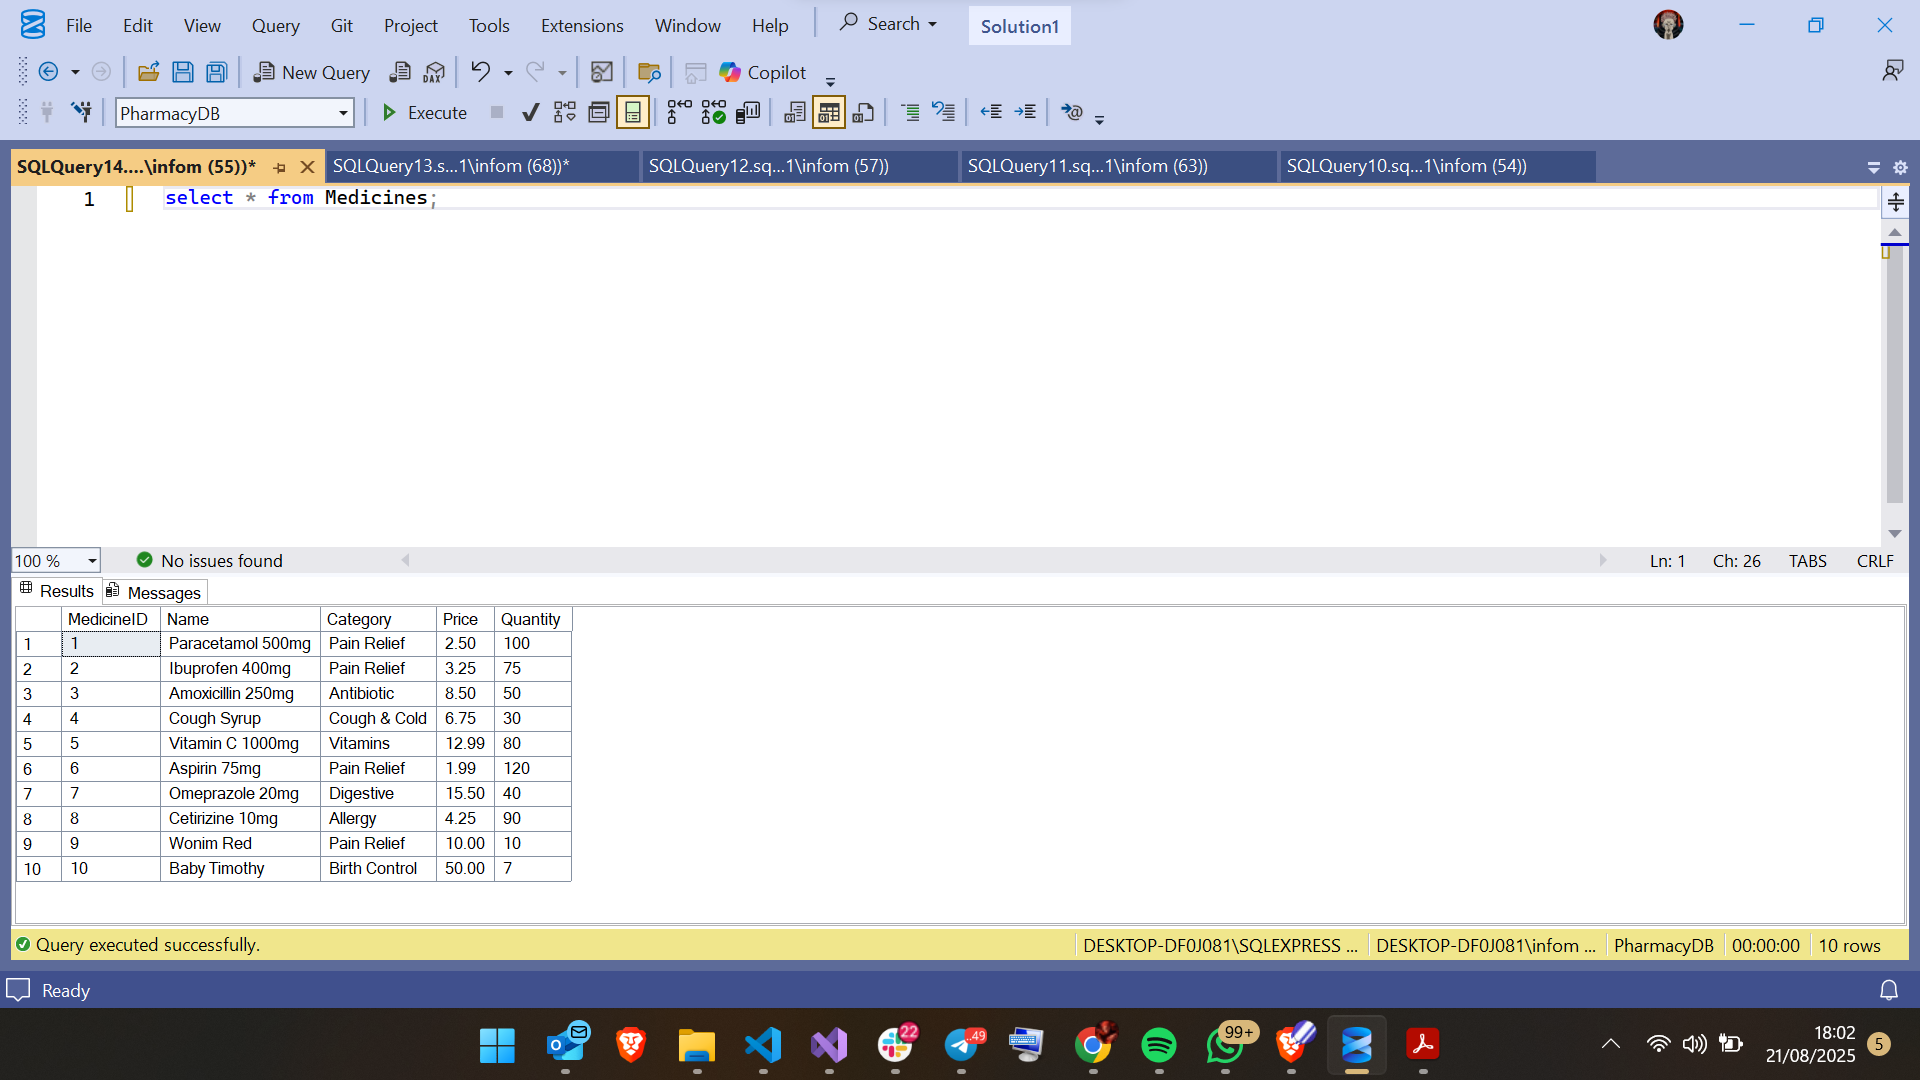 File Edit View Query Git Project Tools Extensions Window Help Search Solution1
New Query DAX Copilot
PharmacyDB Execute
SQLQuery14....\infom (55))* SQLQuery13.s...1\infom (68))* SQLQuery12.sq...1\infom (57)) SQLQuery11.sq...1\infom (63)) SQLQuery10.sq...1\infom (54))
1 select * from Medicines;
100 % No issues found Ln: 1 Ch: 26 TABS CRLF
Results Messages
MedicineID Name Category Price Quantity
1 1 Paracetamol 500mg Pain Relief 2.50 100
2 2 Ibuprofen 400mg Pain Relief 3.25 75
3 3 Amoxicillin 250mg Antibiotic 8.50 50
4 4 Cough Syrup Cough & Cold 6.75 30
5 5 Vitamin C 1000mg Vitamins 12.99 80
6 6 Aspirin 75mg Pain Relief 1.99 120
7 7 Omeprazole 20mg Digestive 15.50 40
8 8 Cetirizine 10mg Allergy 4.25 90
9 9 Wonim Red Pain Relief 10.00 10
10 10 Baby Timothy Birth Control 50.00 7
Query executed successfully. DESKTOP-DF0J081\SQLEXPRESS ... DESKTOP-DF0J081\infom ... PharmacyDB 00:00:00 10 rows
Ready
22 ..49 99+ 18:02 5
21/08/2025